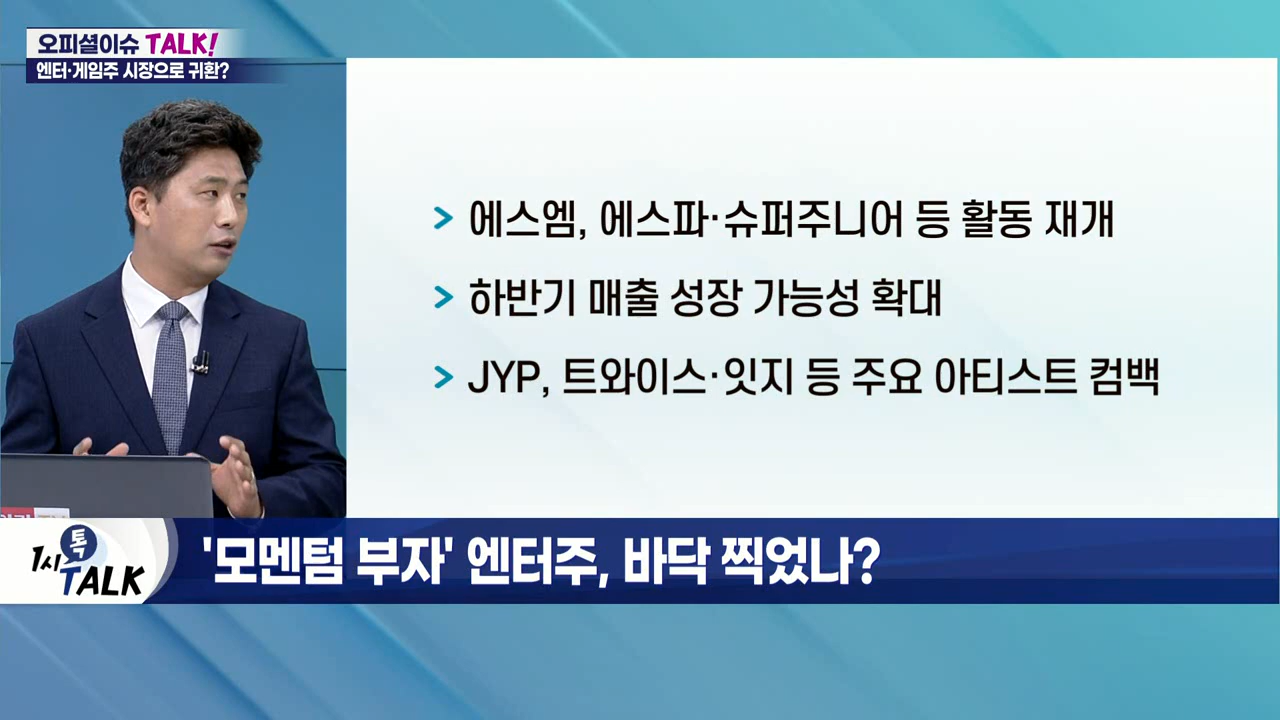 오피셜이슈 TALK!
엔터·게임주 시장으로 귀환?
> 에스엠, 에스파·슈퍼주니어 등 활동 재개
> 하반기 매출 성장 가능성 확대
> JYP, 트와이스·잇지 등 주요 아티스트 컴백
1시 톡 TALK
'모멘텀 부자' 엔터주, 바닥 찍었나?